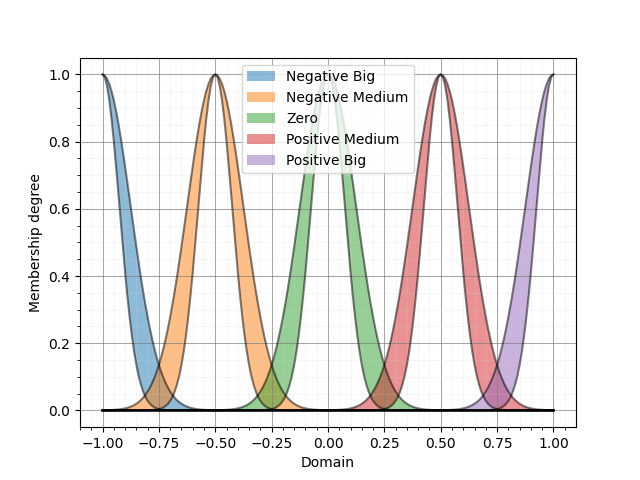 Negative Big
Negative Medium
Zero
Positive Medium
Positive Big
1.0
0.8
0.6
0.4
0.2
0.0
Membership degree
−1.00 −0.75 −0.50 −0.25 0.00 0.25 0.50 0.75 1.00
Domain